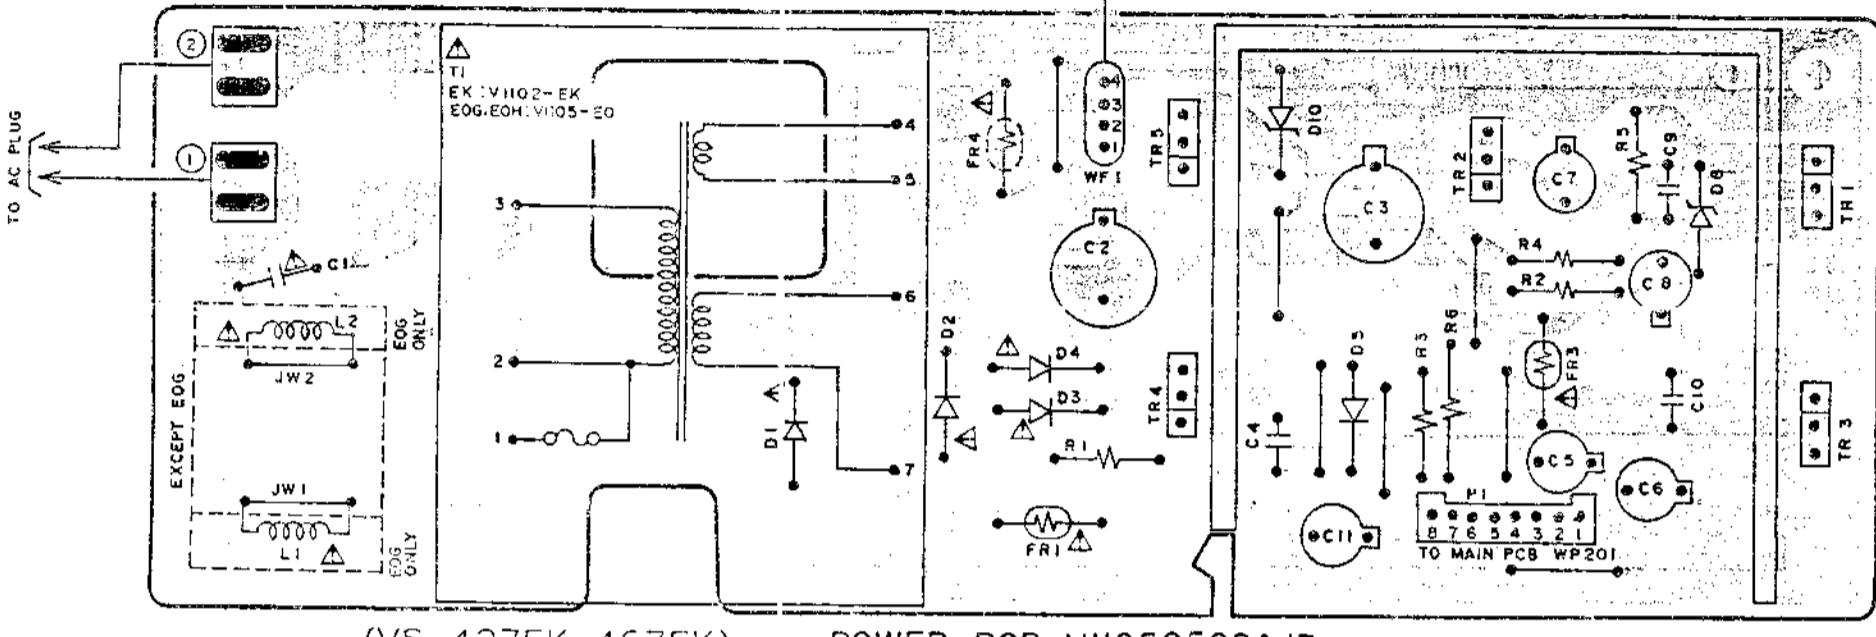 TO AC PLUG
2
1
C1
L2
EOG ONLY
JW2
EXCEPT EOG
JW1
L1
EOG ONLY
T1
EK:V1102-EK
EOG.EOH:V1105-EO
3
2
1
4
5
6
7
D1
D2
FR4
4
3
2
1
WF1
TR5
C2
D4
D3
R1
FR1
TR4
D10
C3
TR2
C7
R5
C9
D8
TR1
R4
R2
C8
R6
R3
D5
FR3
C10
C4
C5
C6
TR3
C11
P1
8 7 6 5 4 3 2 1
TO MAIN PCB WP201